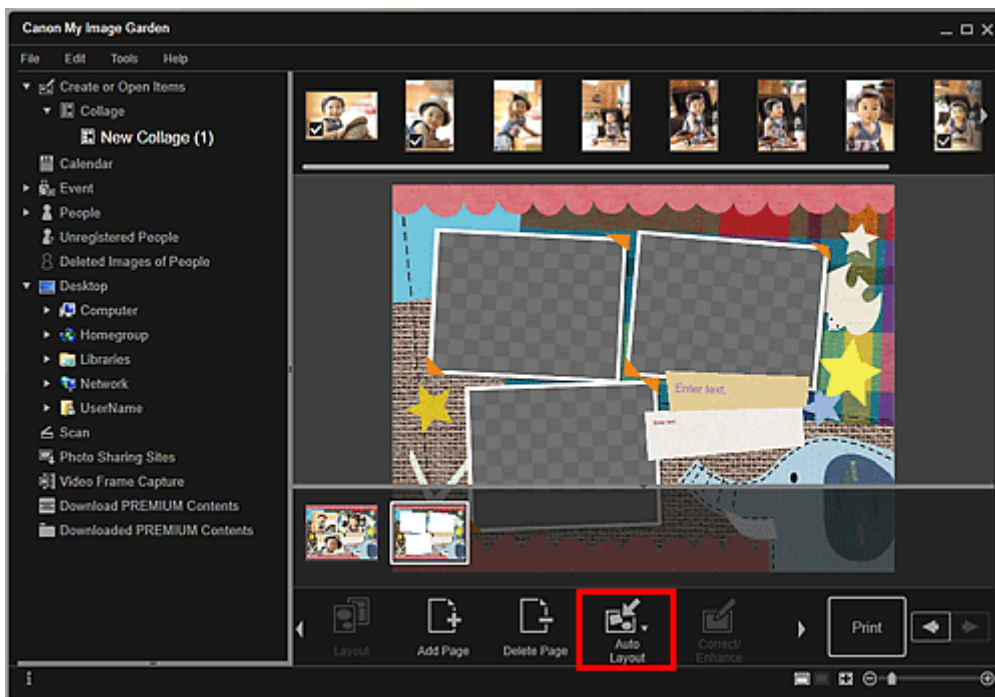 Canon My Image Garden
File Edit Tools Help
Create or Open Items
Collage
New Collage (1)
Calendar
Event
People
Unregistered People
Deleted Images of People
Desktop
Computer
Homegroup
Libraries
Network
UserName
Scan
Photo Sharing Sites
Video Frame Capture
Download PREMIUM Contents
Downloaded PREMIUM Contents
Enter text.
Enter text.
Layout
Add Page
Delete Page
Auto
Layout
Correct/
Enhance
Print